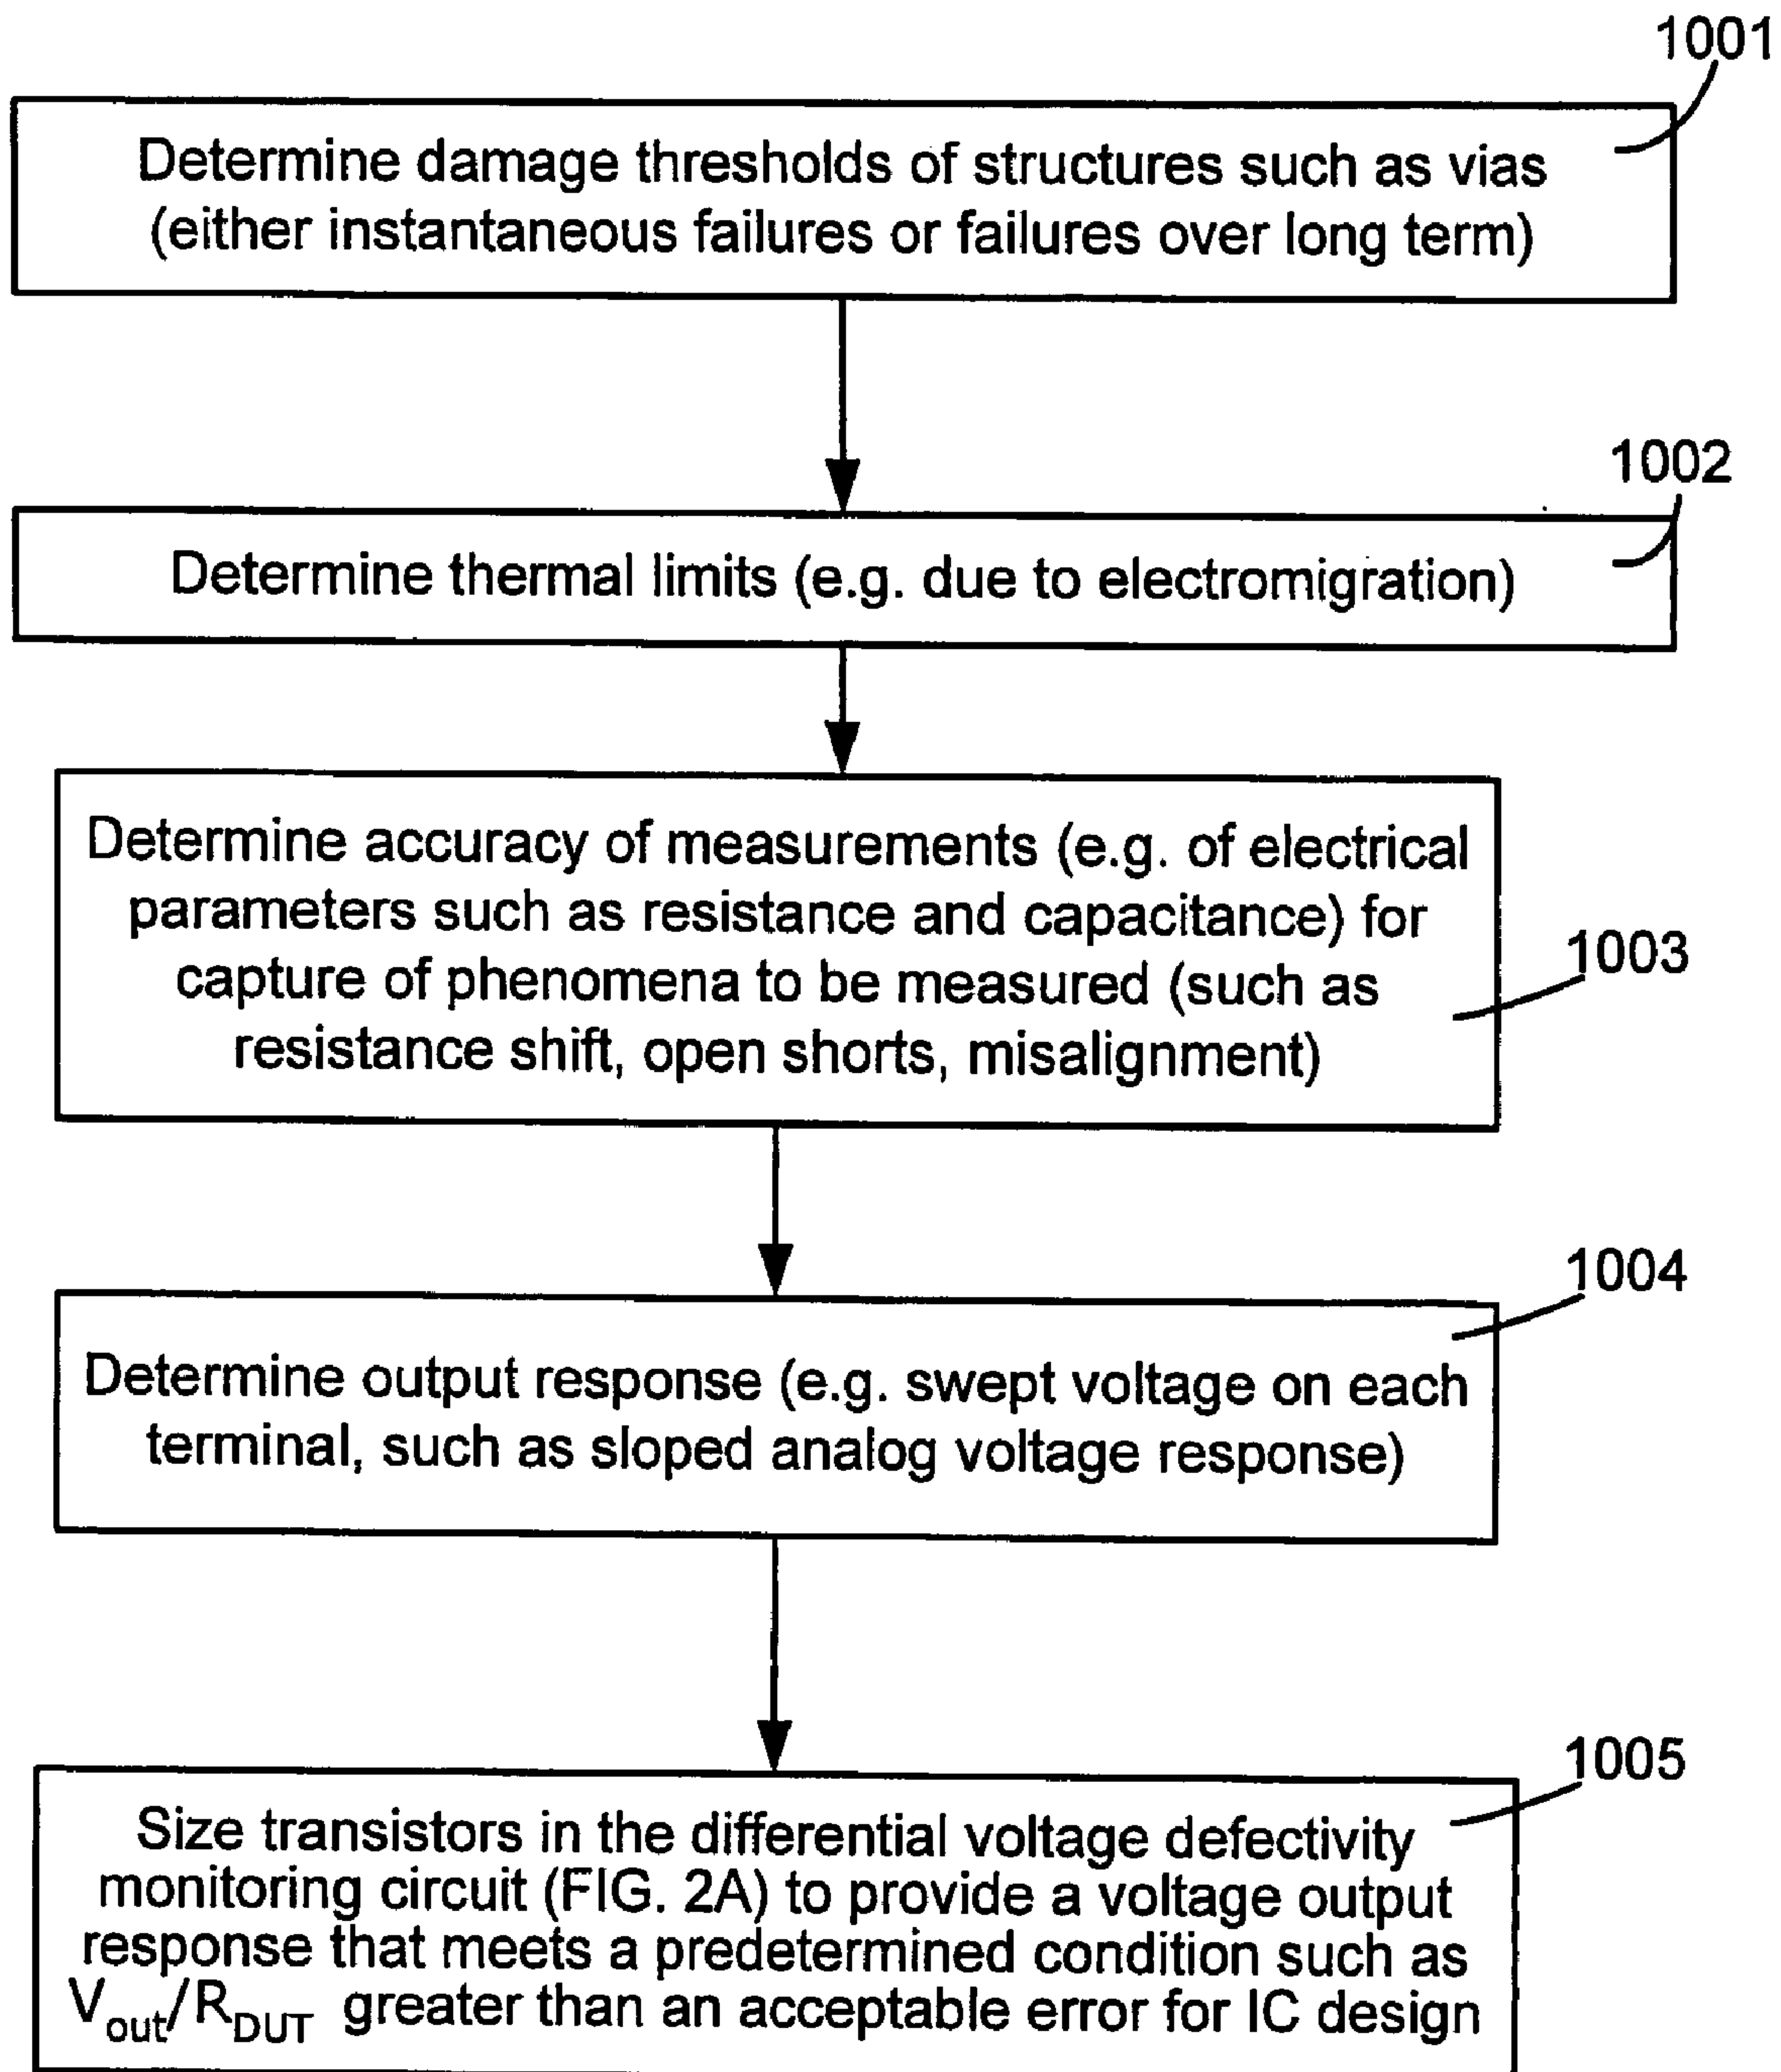 1001
Determine damage thresholds of structures such as vias
(either instantaneous failures or failures over long term)
1002
Determine thermal limits (e.g. due to electromigration)
Determine accuracy of measurements (e.g. of electrical
parameters such as resistance and capacitance) for
capture of phenomena to be measured (such as
resistance shift, open shorts, misalignment)
1003
1004
Determine output response (e.g. swept voltage on each
terminal, such as sloped analog voltage response)
1005
Size transistors in the differential voltage defectivity
monitoring circuit (FIG. 2A) to provide a voltage output
response that meets a predetermined condition such as
Vout/RDUT greater than an acceptable error for IC design